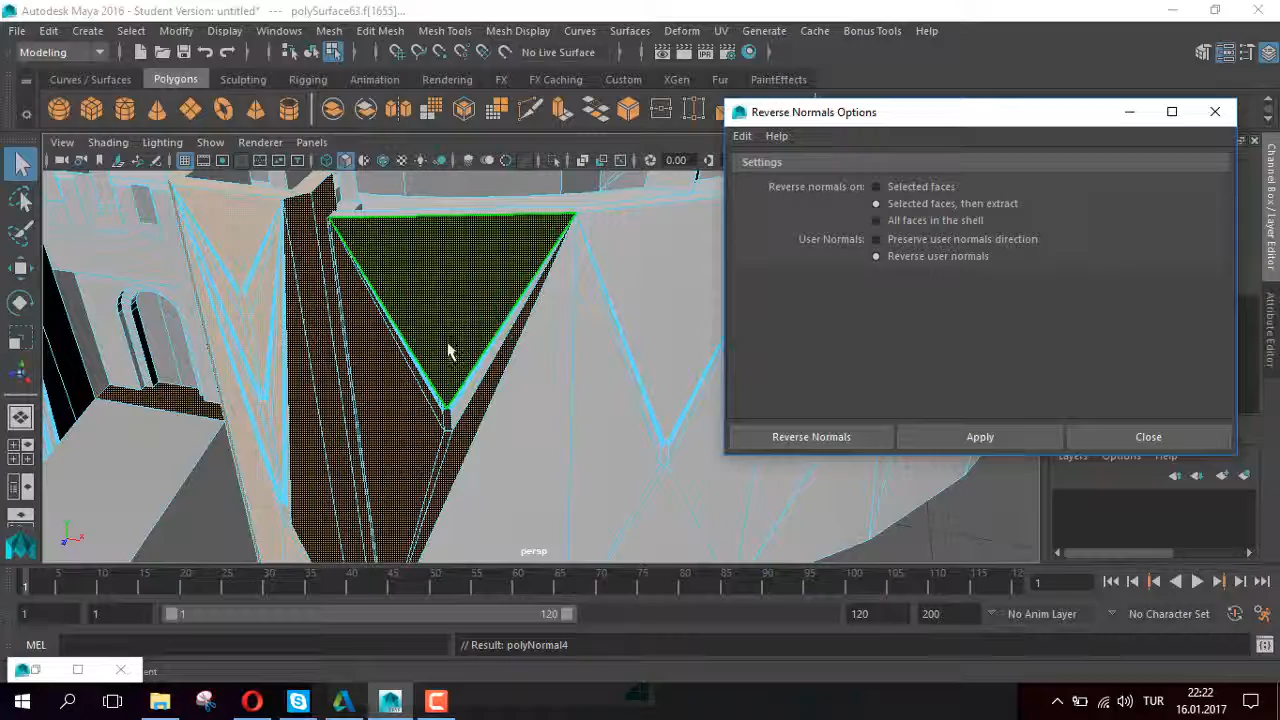 Autodesk Maya 2016 - Student Version: untitled*   ---   polySurface63.f[1655]...
File Edit Create Select Modify Display Windows Mesh Edit Mesh Mesh Tools Mesh Display Curves Surfaces Deform UV Generate Cache Bonus Tools Help
Modeling
No Live Surface
Curves / Surfaces Polygons Sculpting Rigging Animation Rendering FX FX Caching Custom XGen Fur PaintEffects
Reverse Normals Options
Edit Help
View Shading Lighting Show Renderer Panels
0.00
Settings
Reverse normals on: Selected faces
Selected faces, then extract
All faces in the shell
User Normals: Preserve user normals direction
Reverse user normals
Reverse Normals Apply Close
Channel Box / Layer Editor
Attribute Editor
Layers Options Help
persp
1 5 10 15 20 25 30 35 40 45 50 55 60 65 70 75 80 85 90 95 100 105 110 115 12
1
1 1 1 120 120 200 No Anim Layer No Character Set
MEL // Result: polyNormal4
TUR
22:22
16.01.2017